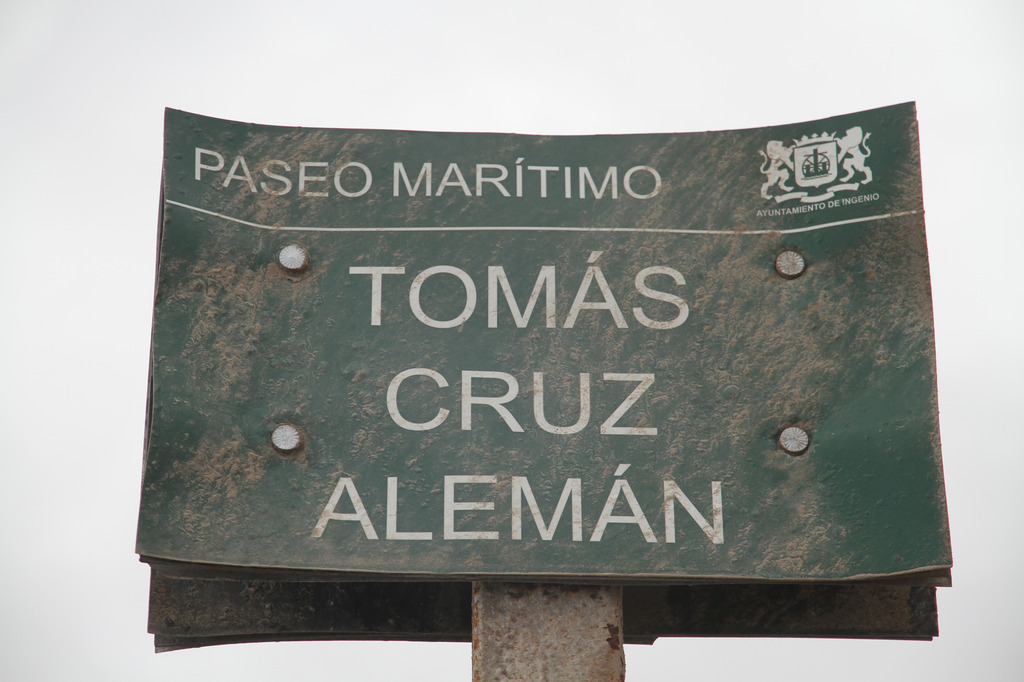 PASEO MARÍTIMO
AYUNTAMIENTO DE INGENIO
TOMÁS
CRUZ
ALEMÁN